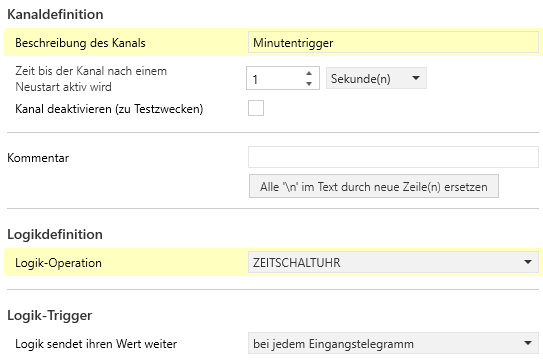 Kanaldefinition
Beschreibung des Kanals Minutentrigger
Zeit bis der Kanal nach einem
Neustart aktiv wird 1 Sekunde(n)
Kanal deaktivieren (zu Testzwecken)
Kommentar
Alle '\n' im Text durch neue Zeile(n) ersetzen
Logikdefinition
Logik-Operation ZEITSCHALTUHR
Logik-Trigger
Logik sendet ihren Wert weiter bei jedem Eingangstelegramm